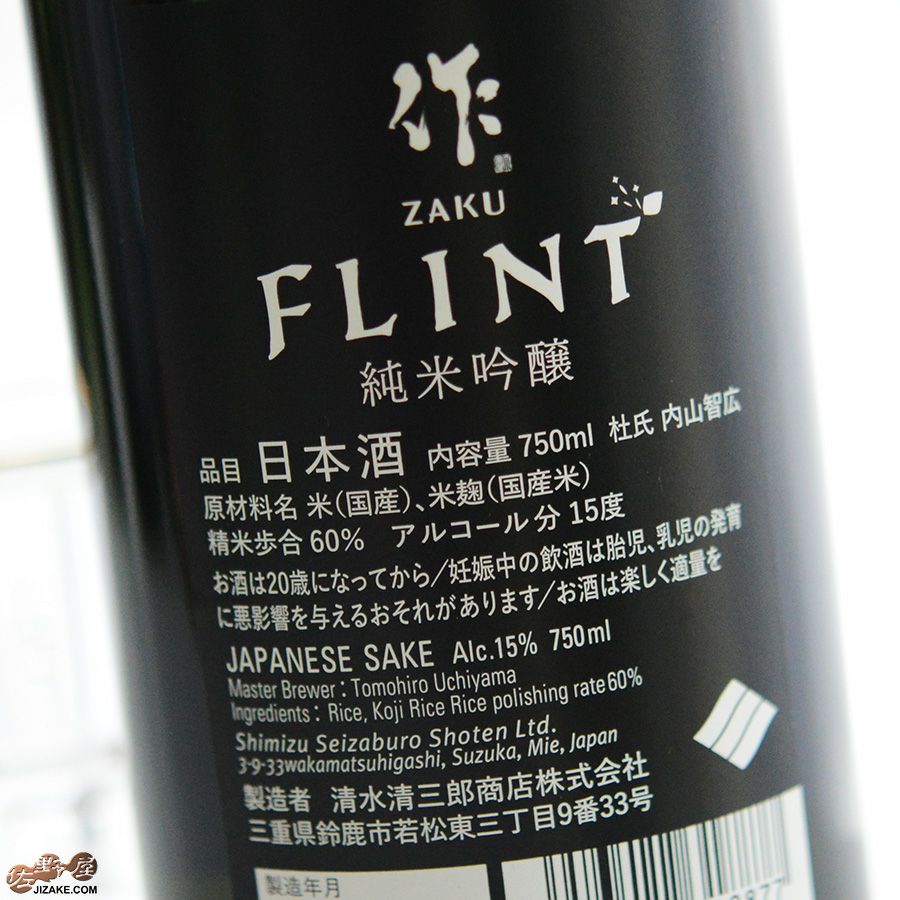 作
ZAKU
FLINT
純米吟醸
品目 日本酒 内容量 750ml 杜氏 内山智広
原材料名 米(国産)、米麹(国産米)
精米歩合 60% アルコール分 15度
お酒は20歳になってから/妊娠中の飲酒は胎児、乳児の発育
に悪影響を与えるおそれがあります/お酒は楽しく適量を
JAPANESE SAKE Alc.15% 750ml
Master Brewer : Tomohiro Uchiyama
Ingredients : Rice, Koji Rice Rice polishing rate60%
Shimizu Seizaburo Shoten Ltd.
3-9-33wakamatsuhigashi, Suzuka, Mie, Japan
製造者 清水清三郎商店株式会社
三重県鈴鹿市若松東三丁目9番33号
製造年月
佐野屋
JIZAKE.COM